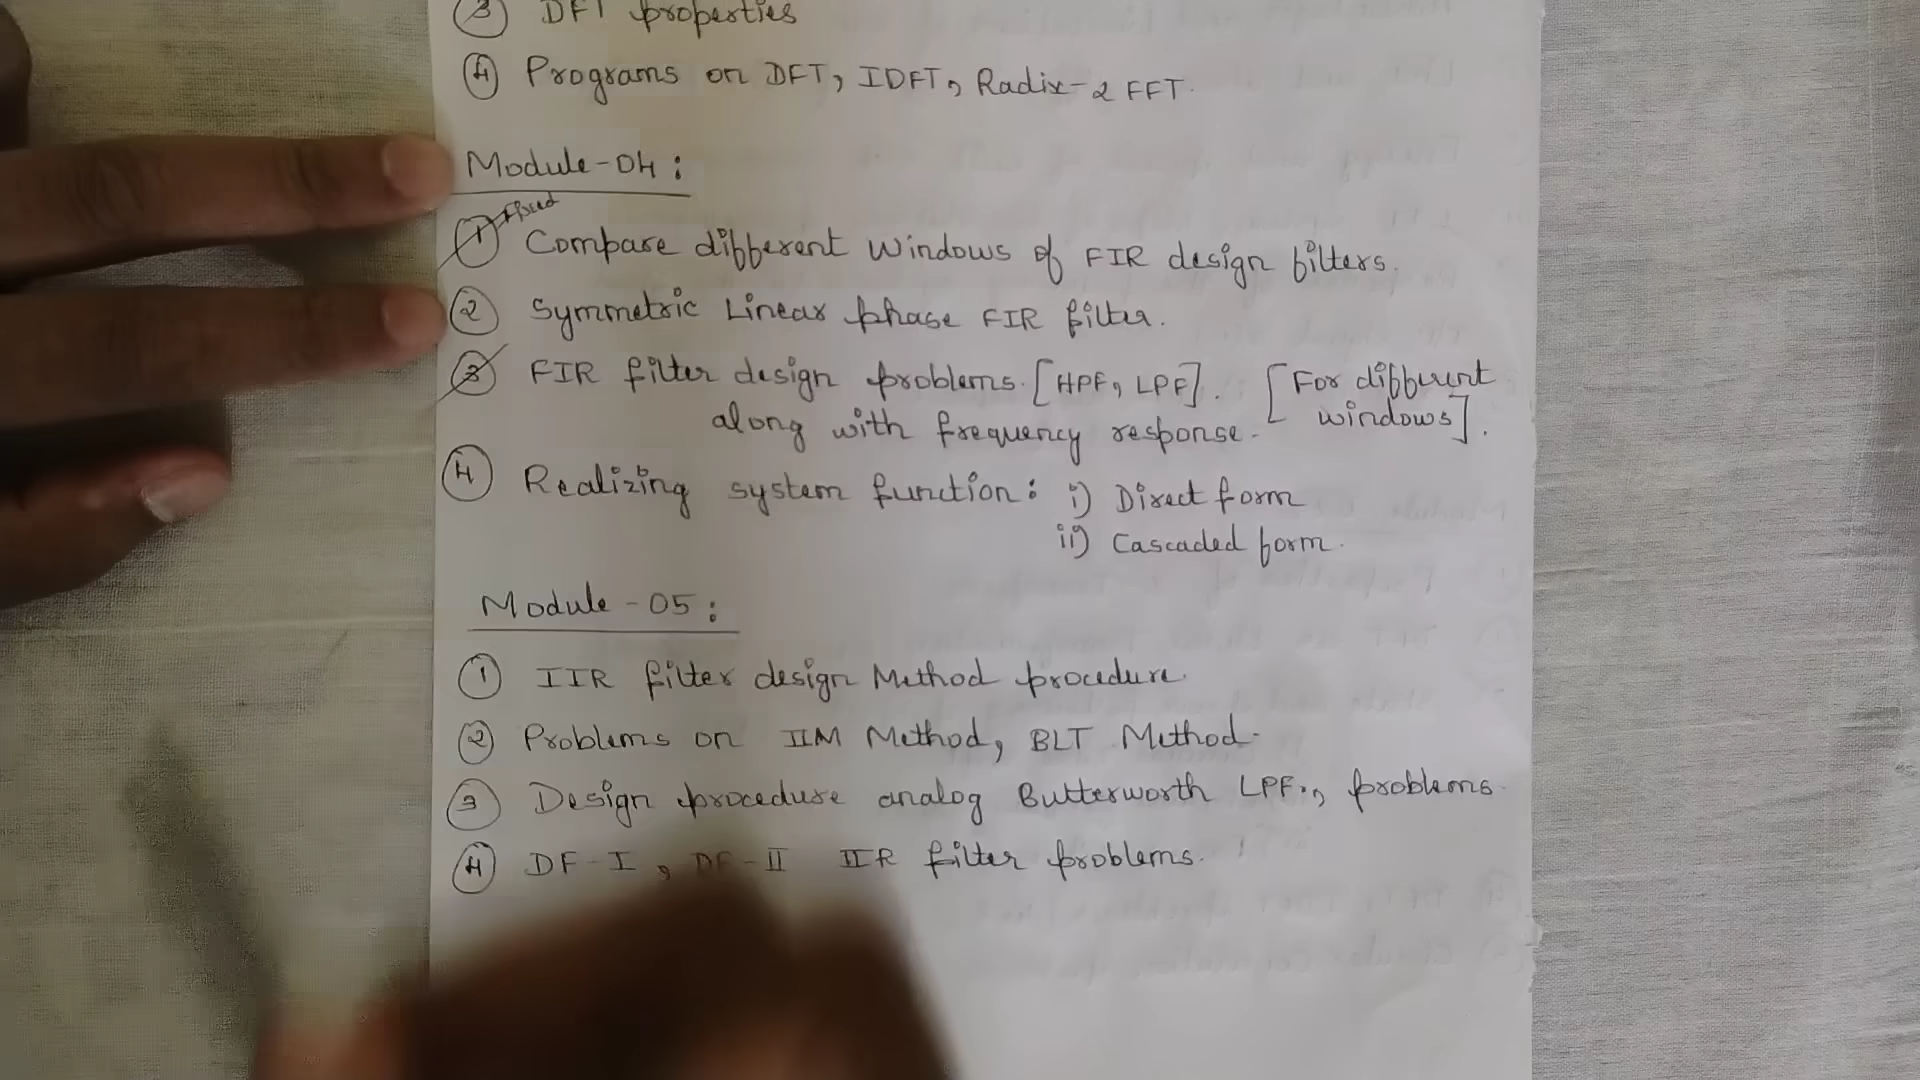 ③ DFT properties
④ Programs on DFT, IDFT, Radix-2 FFT.
Module-04:
Fixed
① Compare different windows of FIR design filters.
② Symmetric Linear phase FIR filter.
③ FIR filter design problems. [HPF, LPF]. [For different
along with frequency response. windows].
④ Realizing system function: i) Direct form
ii) Cascaded form.
Module-05:
① IIR filter design Method procedure.
② Problems on IIM Method, BLT Method.
③ Design procedure analog Butterworth LPF., problems.
④ DF-I, DF-II IIR filter problems.